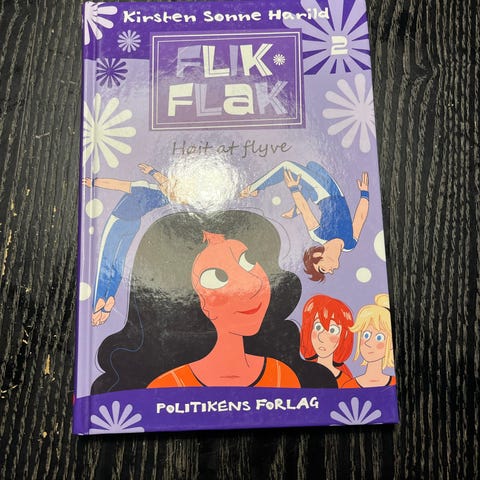 Kirsten Sonne Harild
2
FLIK-
FLAK
Højt at flyve
POLITIKENS FORLAG